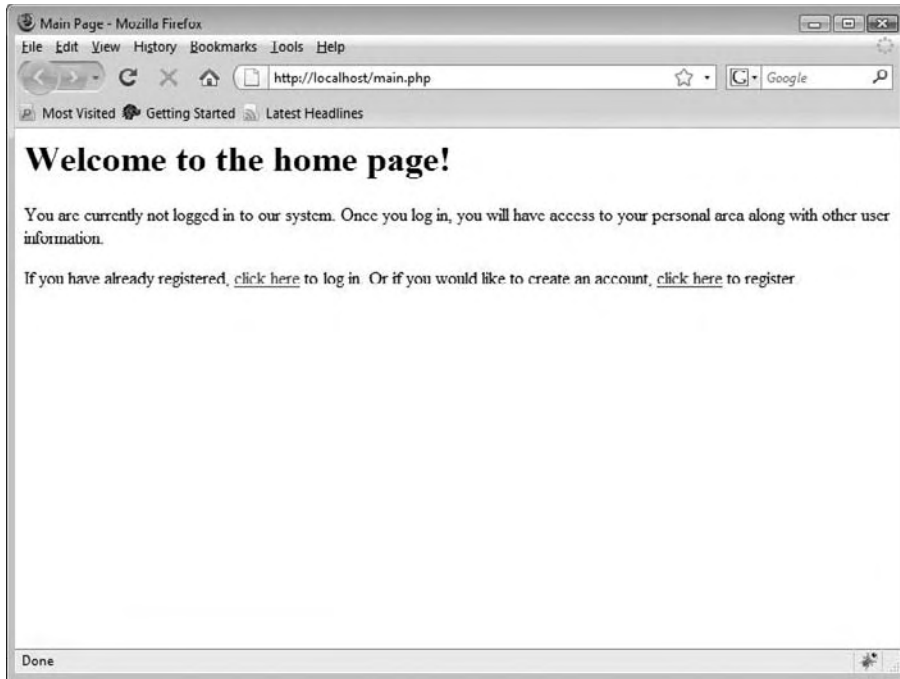 Main Page - Mozilla Firefox
File Edit View History Bookmarks Tools Help
http://localhost/main.php
G Google
Most Visited Getting Started Latest Headlines
Welcome to the home page!
You are currently not logged in to our system. Once you log in, you will have access to your personal area along with other user
information.
If you have already registered, click here to log in. Or if you would like to create an account, click here to register.
Done